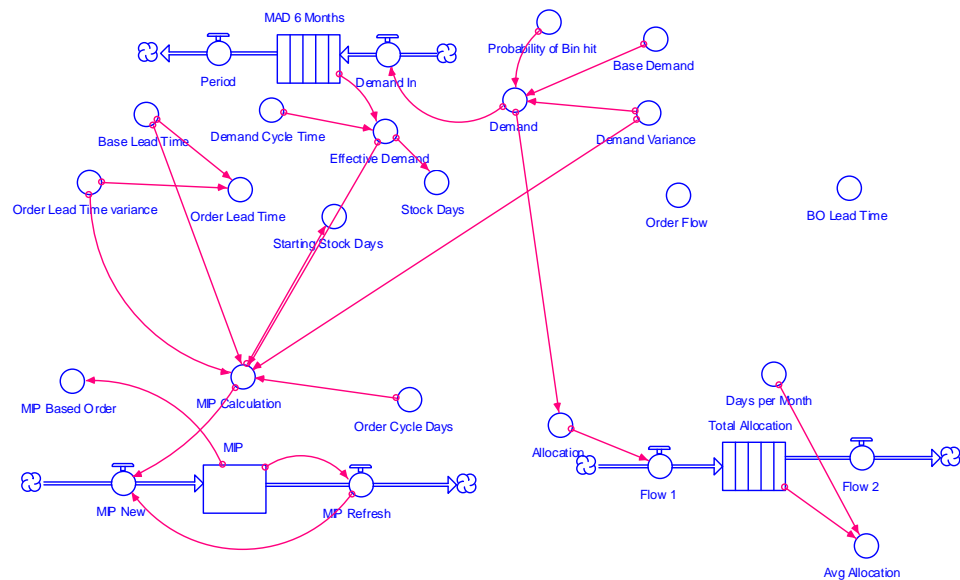 MAD 6 Months
Probability of Bin hit
Base Demand
Period
Demand In
Demand
Demand Variance
Base Lead Time
Demand Cycle Time
Effective Demand
Order Lead Time variance
Order Lead Time
Stock Days
Starting Stock Days
Order Flow
BO Lead Time
MIP Based Order
MIP Calculation
Order Cycle Days
Days per Month
Total Allocation
MIP
Allocation
Flow 1
Flow 2
MIP New
MIP Refresh
Avg Allocation